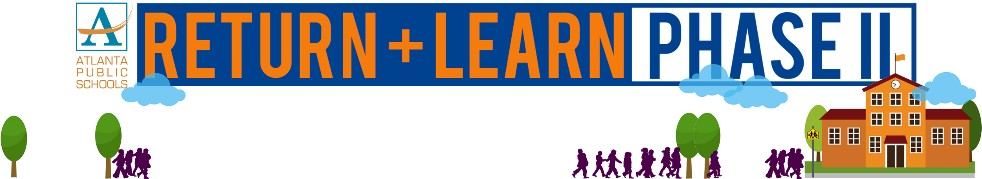 RETURN + LEARN PHASE II
ATLANTA
PUBLIC
SCHOOLS